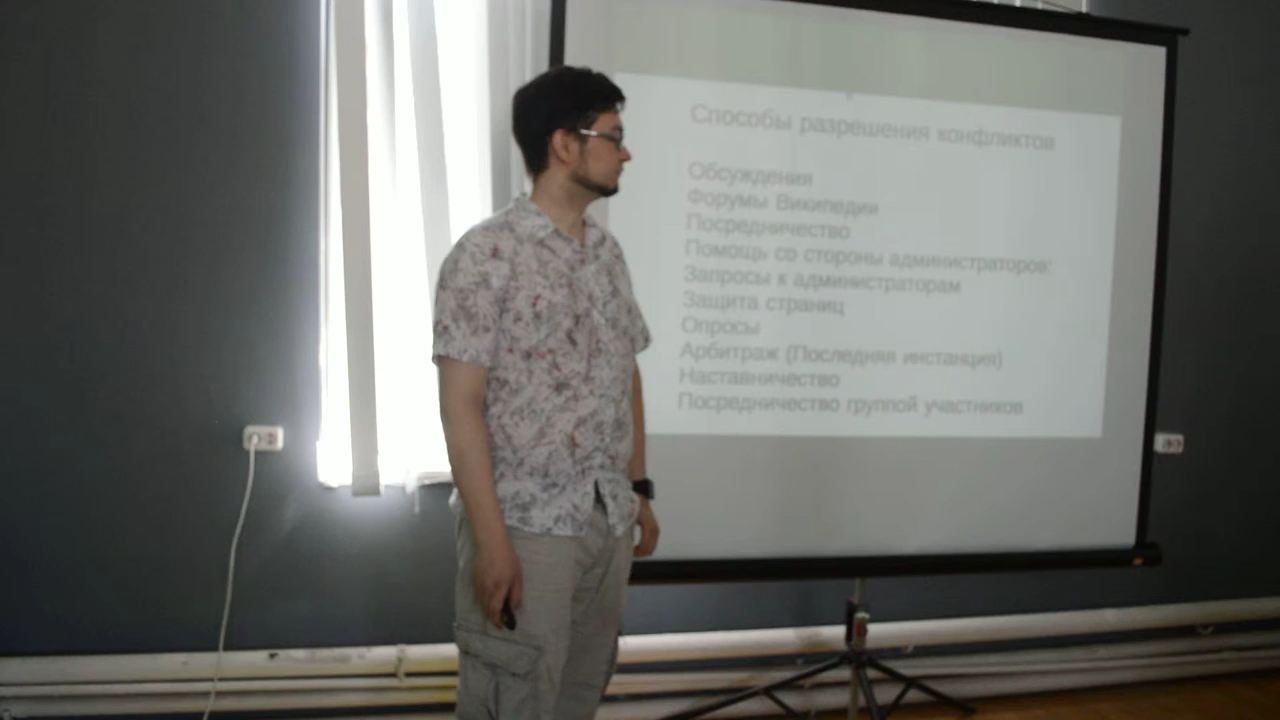 Способы разрешения конфликтов
Обсуждения
Форумы Википедии
Посредничество
Помощь со стороны администраторов:
Запросы к администраторам
Защита страниц
Опросы
Арбитраж (Последняя инстанция)
Наставничество
Посредничество группой участников